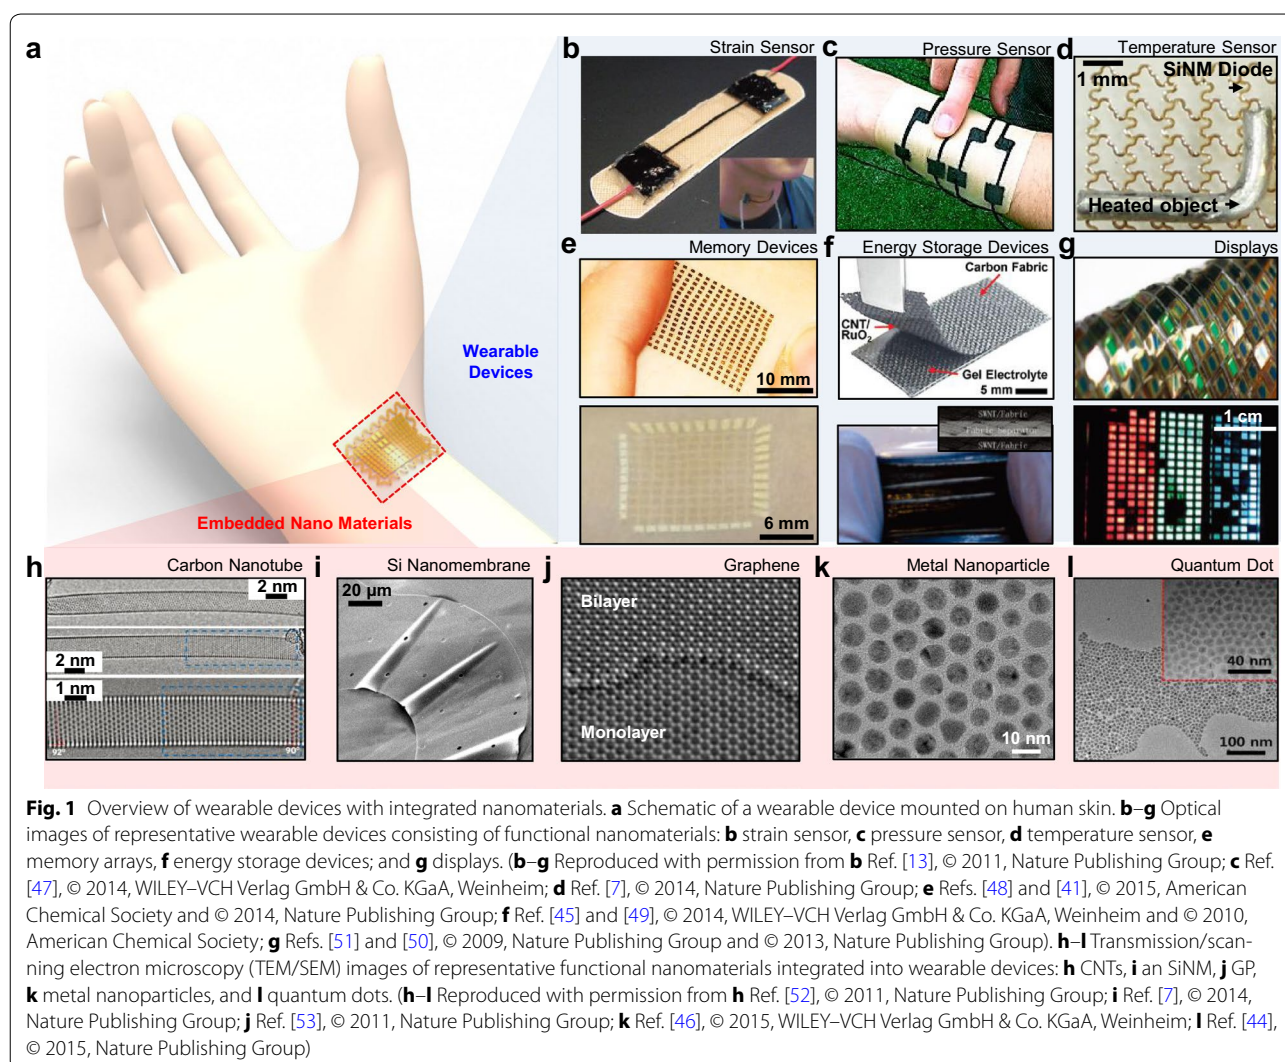 a
b
Strain Sensor
c
Pressure Sensor
d
Temperature Sensor
1 mm
SiNM Diode
Heated object
e
Memory Devices
10 mm
6 mm
f
Energy Storage Devices
Carbon Fabric
CNT/
RuO2
Gel Electrolyte
5 mm
SWNT/Fabric
Fabric Separator
SWNT/Fabric
g
Displays
1 cm
Wearable
Devices
Embedded Nano Materials
h
Carbon Nanotube
2 nm
2 nm
1 nm
92°
90°
i
Si Nanomembrane
20 µm
j
Graphene
Bilayer
Monolayer
k
Metal Nanoparticle
10 nm
l
Quantum Dot
40 nm
100 nm
Fig. 1 Overview of wearable devices with integrated nanomaterials. a Schematic of a wearable device mounted on human skin. b–g Optical
images of representative wearable devices consisting of functional nanomaterials: b strain sensor, c pressure sensor, d temperature sensor, e
memory arrays, f energy storage devices; and g displays. (b–g Reproduced with permission from b Ref. [13], © 2011, Nature Publishing Group; c Ref.
[47], © 2014, WILEY–VCH Verlag GmbH & Co. KGaA, Weinheim; d Ref. [7], © 2014, Nature Publishing Group; e Refs. [48] and [41], © 2015, American
Chemical Society and © 2014, Nature Publishing Group; f Ref. [45] and [49], © 2014, WILEY–VCH Verlag GmbH & Co. KGaA, Weinheim and © 2010,
American Chemical Society; g Refs. [51] and [50], © 2009, Nature Publishing Group and © 2013, Nature Publishing Group). h–l Transmission/scan-
ning electron microscopy (TEM/SEM) images of representative functional nanomaterials integrated into wearable devices: h CNTs, i an SiNM, j GP,
k metal nanoparticles, and l quantum dots. (h–l Reproduced with permission from h Ref. [52], © 2011, Nature Publishing Group; i Ref. [7], © 2014,
Nature Publishing Group; j Ref. [53], © 2011, Nature Publishing Group; k Ref. [46], © 2015, WILEY–VCH Verlag GmbH & Co. KGaA, Weinheim; l Ref. [44],
© 2015, Nature Publishing Group)